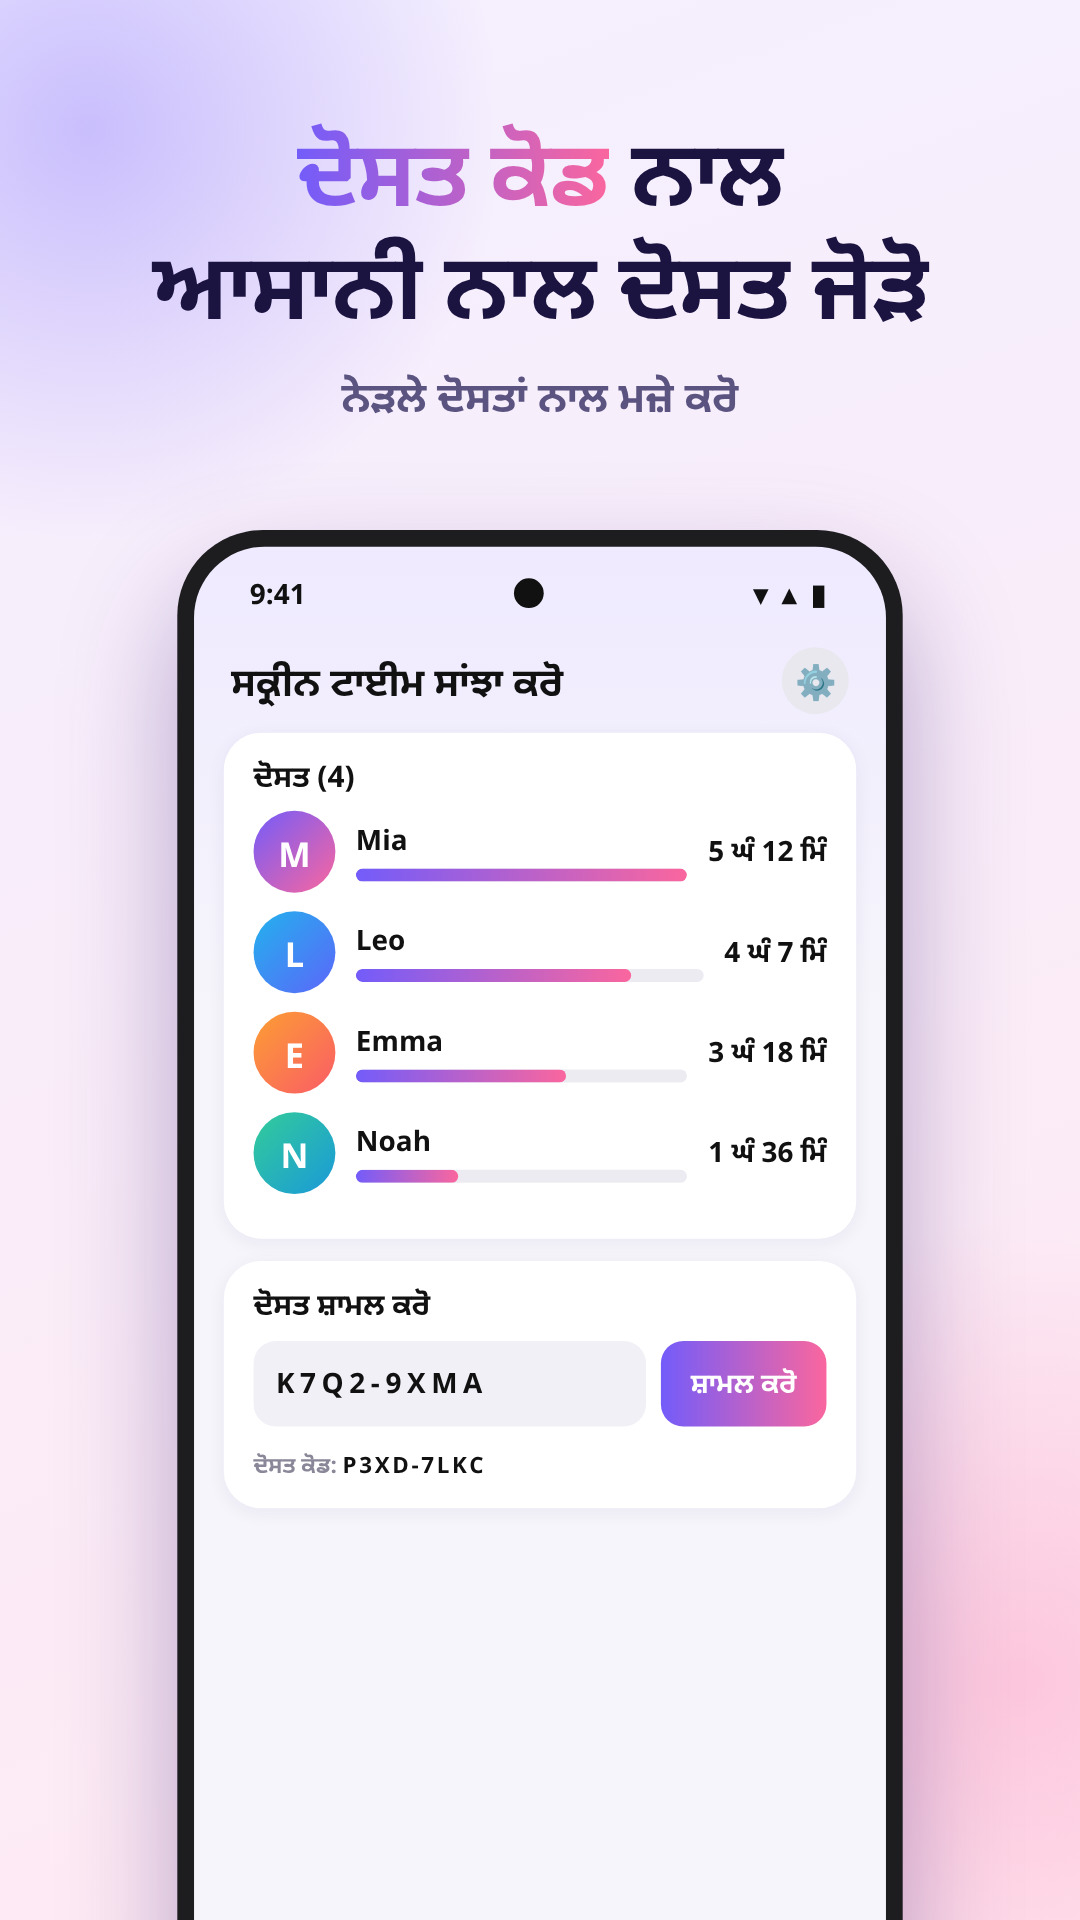 ਦੋਸਤ ਕੋਡ ਨਾਲ
ਆਸਾਨੀ ਨਾਲ ਦੋਸਤ ਜੋੜੋ
ਨੇੜਲੇ ਦੋਸਤਾਂ ਨਾਲ ਮਜ਼ੇ ਕਰੋ
9:41
ਸਕ੍ਰੀਨ ਟਾਈਮ ਸਾਂਝਾ ਕਰੋ
ਦੋਸਤ (4)
M Mia 5 ਘੰ 12 ਮਿੰ
L Leo 4 ਘੰ 7 ਮਿੰ
E Emma 3 ਘੰ 18 ਮਿੰ
N Noah 1 ਘੰ 36 ਮਿੰ
ਦੋਸਤ ਸ਼ਾਮਲ ਕਰੋ
K7Q2-9XMA ਸ਼ਾਮਲ ਕਰੋ
ਦੋਸਤ ਕੋਡ: P3XD-7LKC